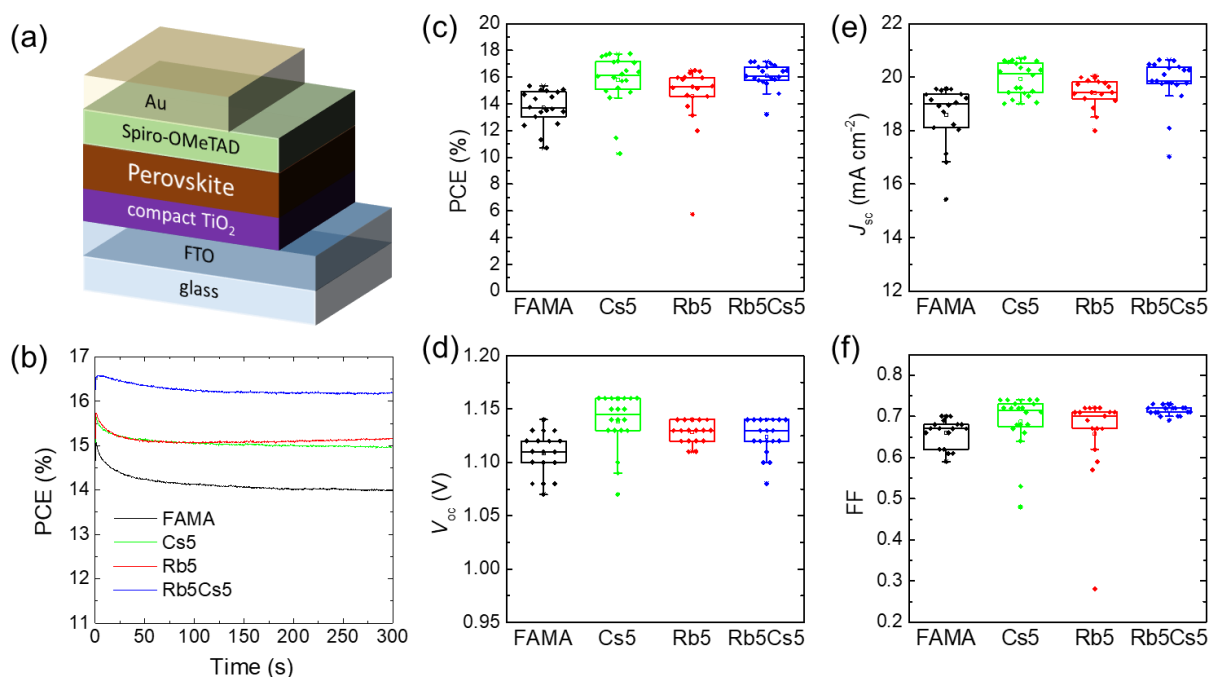 (a)
Au
Spiro-OMeTAD
Perovskite
compact TiO₂
FTO
glass
(b)
PCE (%)
17
16
15
14
13
12
11
FAMA
Cs5
Rb5
Rb5Cs5
0 50 100 150 200 250 300
Time (s)
(c)
PCE (%)
20
18
16
14
12
10
8
6
4
2
0
FAMA Cs5 Rb5 Rb5Cs5
(d)
V_oc (V)
1.20
1.15
1.10
1.05
1.00
0.95
FAMA Cs5 Rb5 Rb5Cs5
(e)
J_sc (mA cm⁻²)
22
20
18
16
14
12
FAMA Cs5 Rb5 Rb5Cs5
(f)
FF
0.8
0.7
0.6
0.5
0.4
0.3
0.2
FAMA Cs5 Rb5 Rb5Cs5